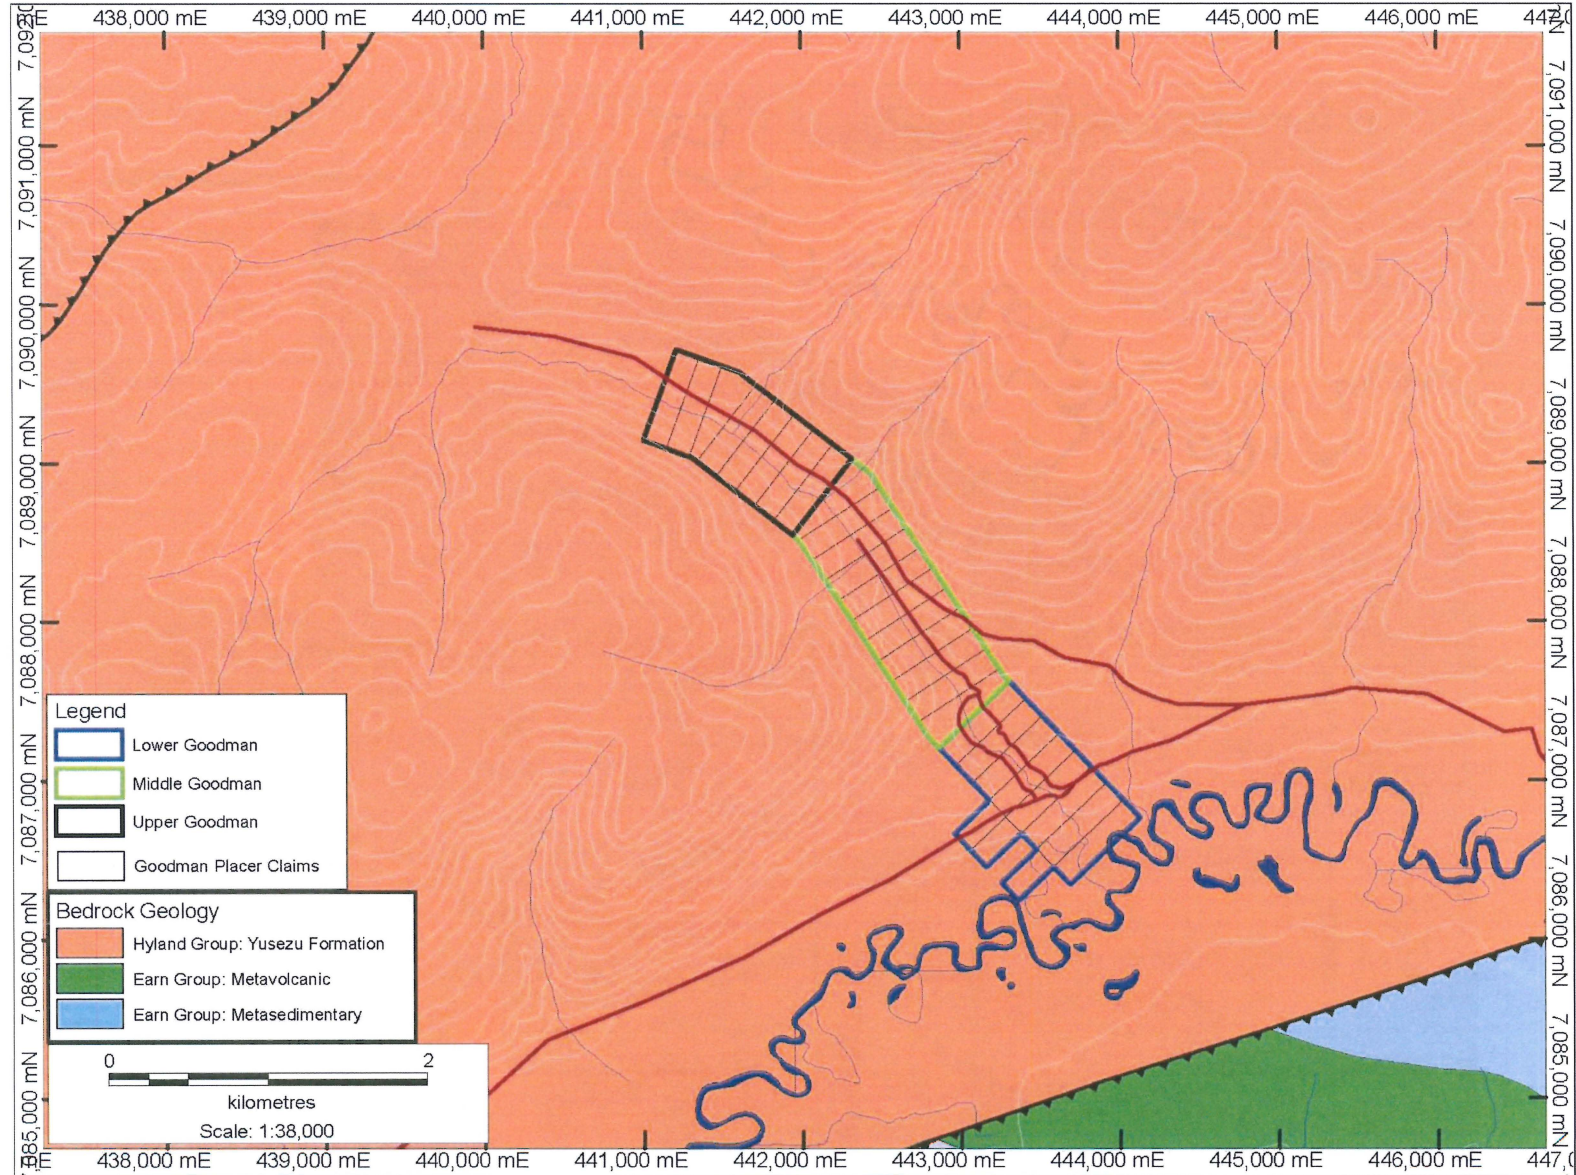 438,000 mE 439,000 mE 440,000 mE 441,000 mE 442,000 mE 443,000 mE 444,000 mE 445,000 mE 446,000 mE
7,091,000 mN
7,090,000 mN
7,089,000 mN
7,088,000 mN
7,087,000 mN
7,086,000 mN
7,091,000 mN
7,090,000 mN
7,089,000 mN
7,088,000 mN
7,087,000 mN
7,086,000 mN
7,085,000 mN
Legend
Lower Goodman
Middle Goodman
Upper Goodman
Goodman Placer Claims
Bedrock Geology
Hyland Group: Yusezu Formation
Earn Group: Metavolcanic
Earn Group: Metasedimentary
0 2
kilometres
Scale: 1:38,000
438,000 mE 439,000 mE 440,000 mE 441,000 mE 442,000 mE 443,000 mE 444,000 mE 445,000 mE 446,000 mE